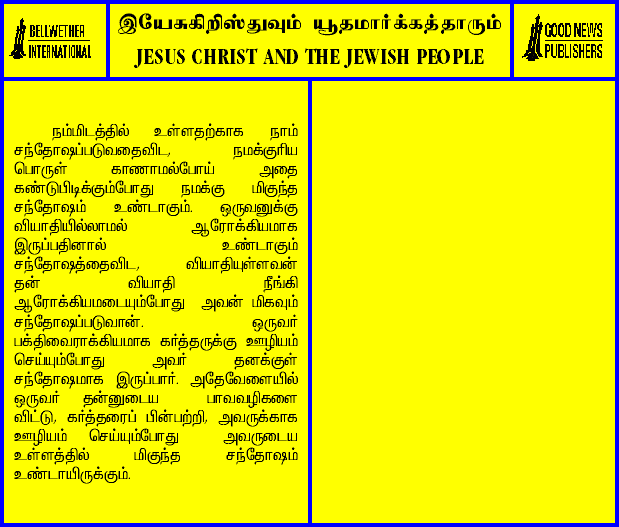 BELLWETHER
INTERNATIONAL
இயேசுகிறிஸ்துவும் யூதமார்க்கத்தாரும்
JESUS CHRIST AND THE JEWISH PEOPLE
GOOD NEWS
PUBLISHERS
நம்மிடத்தில் உள்ளதற்காக நாம்
சந்தோஷப்படுவதைவிட, நமக்குரிய
பொருள் காணாமல்போய் அதை
கண்டுபிடிக்கும்போது நமக்கு மிகுந்த
சந்தோஷம் உண்டாகும். ஒருவனுக்கு
வியாதியில்லாமல் ஆரோக்கியமாக
இருப்பதினால் உண்டாகும்
சந்தோஷத்தைவிட, வியாதியுள்ளவன்
தன் வியாதி நீங்கி
ஆரோக்கியமடையும்போது அவன் மிகவும்
சந்தோஷப்படுவான். ஒருவர்
பக்திவைராக்கியமாக கர்த்தருக்கு ஊழியம்
செய்யும்போது அவர் தனக்குள்
சந்தோஷமாக இருப்பார். அதேவேளையில்
ஒருவர் தன்னுடைய பாவவழிகளை
விட்டு, கர்த்தரைப் பின்பற்றி, அவருக்காக
ஊழியம் செய்யும்போது அவருடைய
உள்ளத்தில் மிகுந்த சந்தோஷம்
உண்டாயிருக்கும்.